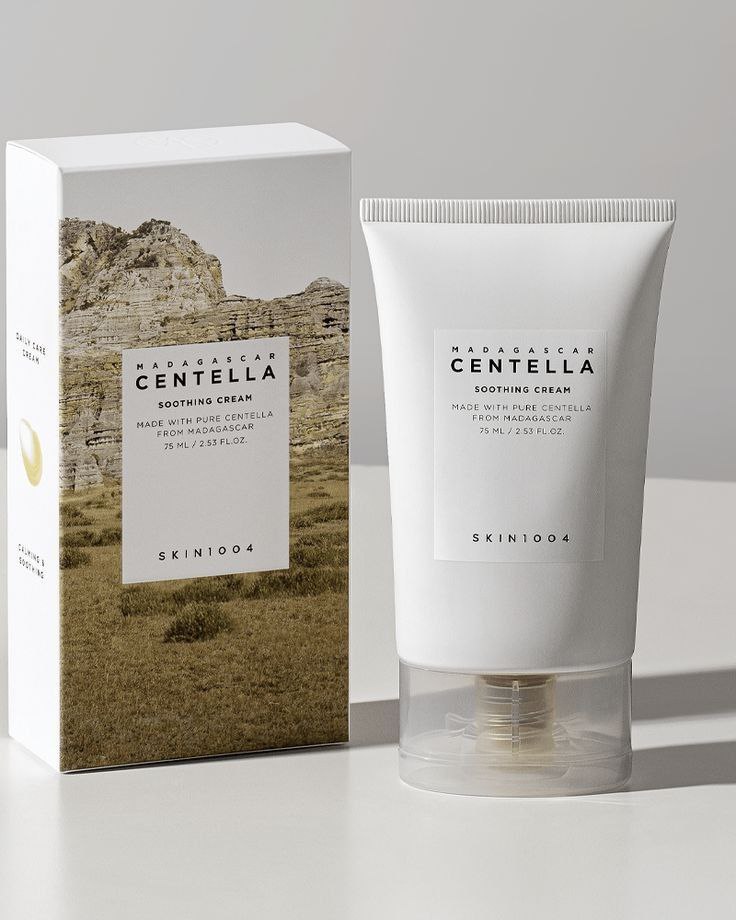 DAILY CARE
CREAM
CALMING &
SOOTHING
MADAGASCAR
CENTELLA
SOOTHING CREAM
MADE WITH PURE CENTELLA
FROM MADAGASCAR
75 ML / 2.53 FL.OZ.
SKIN1004
MADAGASCAR
CENTELLA
SOOTHING CREAM
MADE WITH PURE CENTELLA
FROM MADAGASCAR
75 ML / 2.53 FL.OZ.
SKIN1004